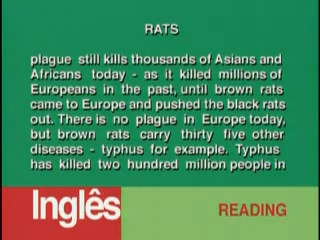 RATS
plague still kills thousands of Asians and
Africans today - as it killed millions of
Europeans in the past, until brown rats
came to Europe and pushed the black rats
out. There is no plague in Europe today,
but brown rats carry thirty five other
diseases - typhus for example. Typhus
has killed two hundred million people in
Inglês
READING